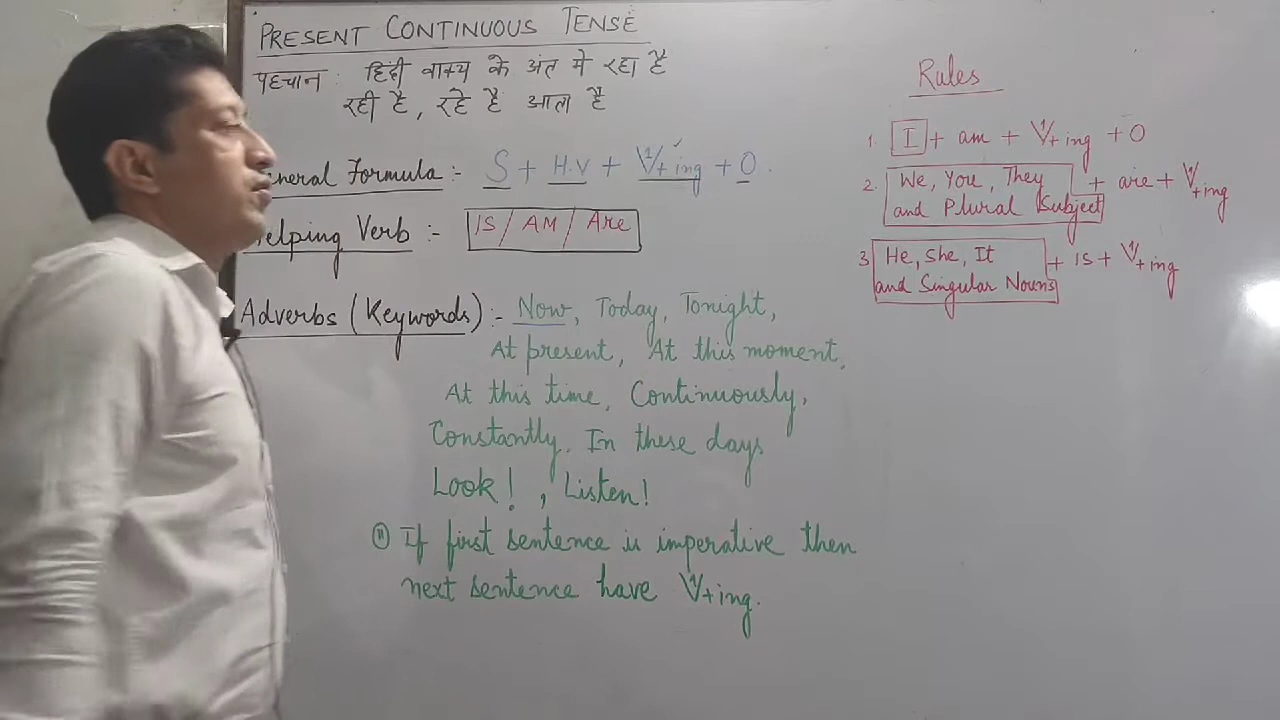 PRESENT CONTINUOUS TENSE
पहचान : हिंदी वाक्य के अंत मे रहा है
रही है, रहे है आता है
eneral Formula :- S + H.V + V¹+ing + O.
Helping Verb :- IS / AM / Are
Adverbs (Keywords) :- Now, Today, Tonight,
At present, At this moment,
At this time, Continuously,
Constantly. In these days
Look! , Listen!
If first sentence is imperative then
next sentence have V¹+ing.
Rules
1. I + am + V¹+ing + O
2. We, You, They
and Plural Subject + are + V¹+ing
3 He, She, It
and Singular Nouns + is + V¹+ing